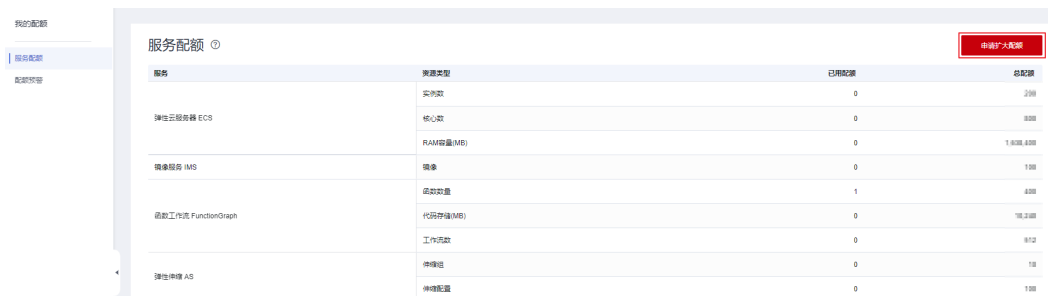 我的配额
服务配额
配额预警
服务配额
申请扩大配额
服务 资源类型 已用配额 总配额
弹性云服务器 ECS
实例数 0
核心数 0
RAM容量(MB) 0
镜像服务 IMS 镜像 0
函数工作流 FunctionGraph
函数数量 1
代码存储(MB) 0
工作流数 0
弹性伸缩 AS
伸缩组 0
伸缩配置 0